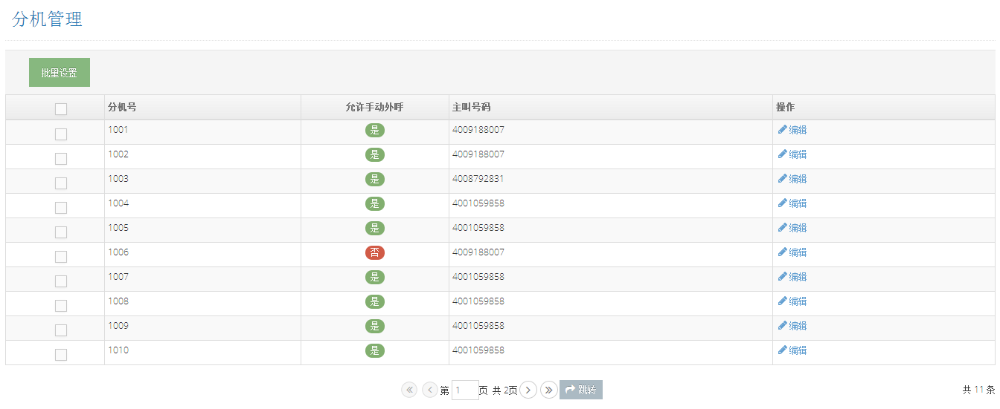 分机管理
批量设置
分机号 允许手动外呼 主叫号码 操作
1001 是 4009188007 编辑
1002 是 4009188007 编辑
1003 是 4008792831 编辑
1004 是 4001059858 编辑
1005 是 4001059858 编辑
1006 否 4009188007 编辑
1007 是 4001059858 编辑
1008 是 4001059858 编辑
1009 是 4001059858 编辑
1010 是 4001059858 编辑
第 1 页 共 2页 跳转 共 11 条